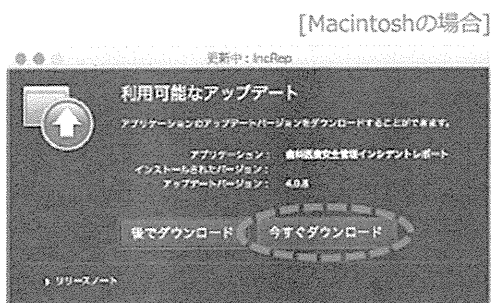 [Macintoshの場合]
更新中: IncRep
利用可能なアップデート
アプリケーションのアップデートバージョンをダウンロードすることができます。
アプリケーション: 歯科医療安全管理インシデントレポート
インストールされたバージョン:
アップデートバージョン: 4.0.8
後でダウンロード 今すぐダウンロード
リリースノート